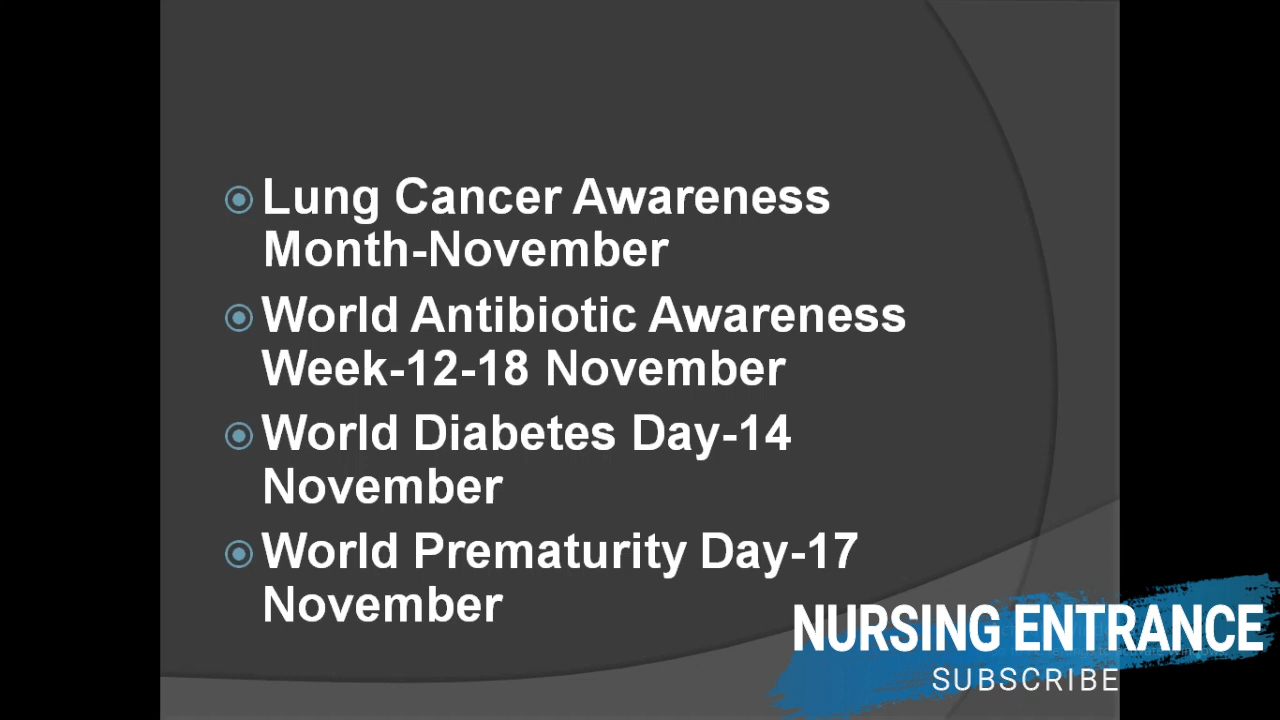 Lung Cancer Awareness
Month-November
World Antibiotic Awareness
Week-12-18 November
World Diabetes Day-14
November
World Prematurity Day-17
November
NURSING ENTRANCE
SUBSCRIBE